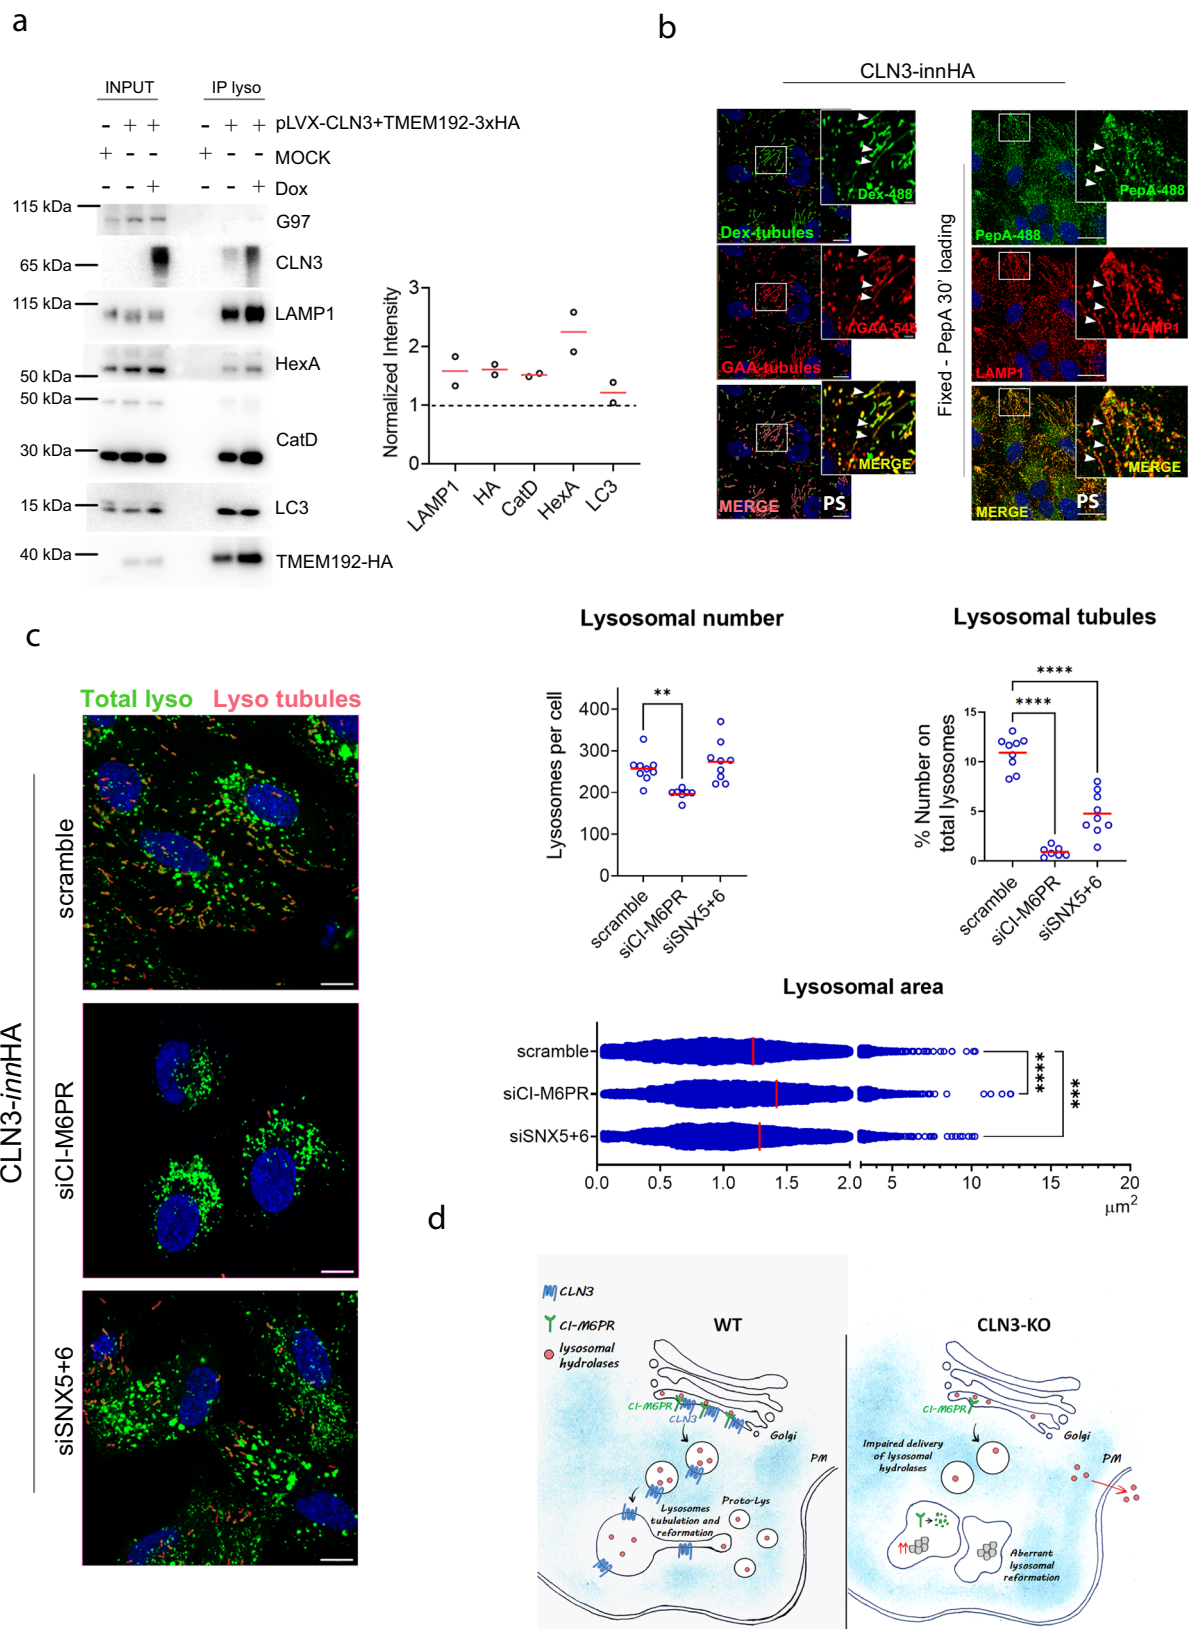 a
INPUT
IP lyso
- + + - + + pLVX-CLN3+TMEM192-3xHA
+ - - + - - MOCK
- - + - - + Dox
115 kDa
G97
CLN3
65 kDa
115 kDa
LAMP1
HexA
50 kDa
50 kDa
CatD
30 kDa
15 kDa
LC3
40 kDa
TMEM192-HA
Normalized Intensity
3
2
1
0
LAMP1
HA
CatD
HexA
LC3
b
CLN3-innHA
Dex-488
Dex-tubules
GAA-546
GAA-tubules
MERGE
MERGE
PS
Fixed - PepA 30' loading
PepA-488
PepA-488
LAMP1
LAMP1
MERGE
MERGE
PS
c
Total lyso Lyso tubules
CLN3-innHA
scramble
siCI-M6PR
siSNX5+6
Lysosomal number
Lysosomes per cell
400
300
200
100
0
**
scramble
siCI-M6PR
siSNX5+6
Lysosomal tubules
% Number on
total lysosomes
15
10
5
0
****
****
scramble
siCI-M6PR
siSNX5+6
Lysosomal area
scramble
siCI-M6PR
siSNX5+6
****
***
0.0 0.5 1.0 1.5 2.0 5 10 15 20
μm2
d
CLN3
CI-M6PR
lysosomal
hydrolases
WT
CI-M6PR
CLN3
Golgi
PM
Lysosomes
tubulation and
reformation
Proto-Lys
CLN3-KO
CI-M6PR
Golgi
Impaired delivery
of lysosomal
hydrolases
PM
Aberrant
lysosomal
reformation